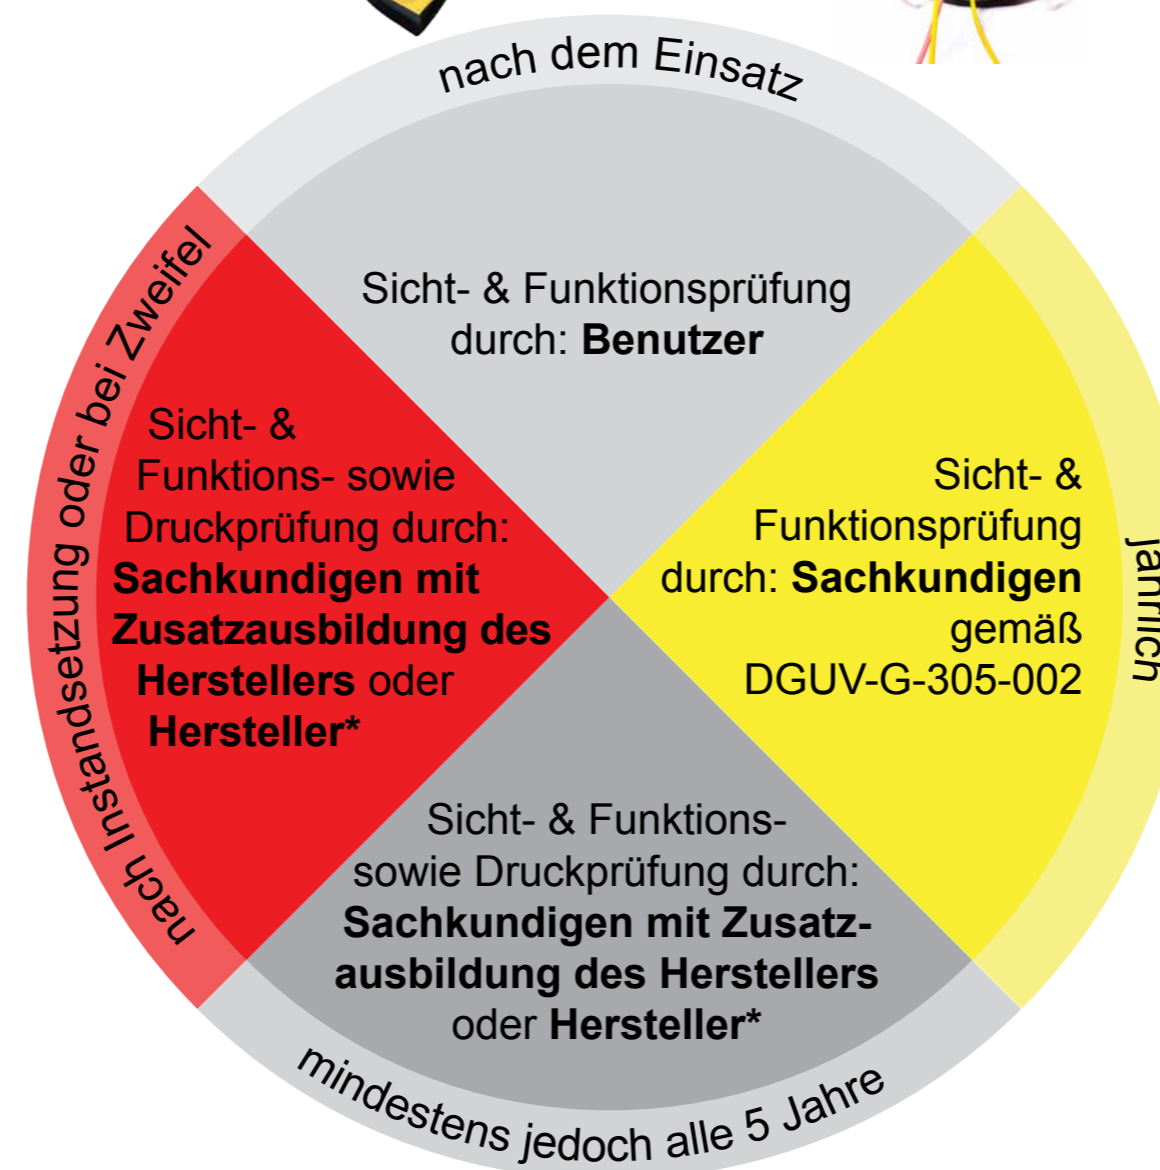 nach dem Einsatz
Sicht- & Funktionsprüfung
durch: Benutzer
jährlich
Sicht- &
Funktionsprüfung
durch: Sachkundigen
gemäß
DGUV-G-305-002
mindestens jedoch alle 5 Jahre
Sicht- & Funktions-
sowie Druckprüfung durch:
Sachkundigen mit Zusatz-
ausbildung des Herstellers
oder Hersteller*
nach Instandsetzung oder bei Zweifel
Sicht- &
Funktions- sowie
Druckprüfung durch:
Sachkundigen mit
Zusatzausbildung des
Herstellers oder
Hersteller*